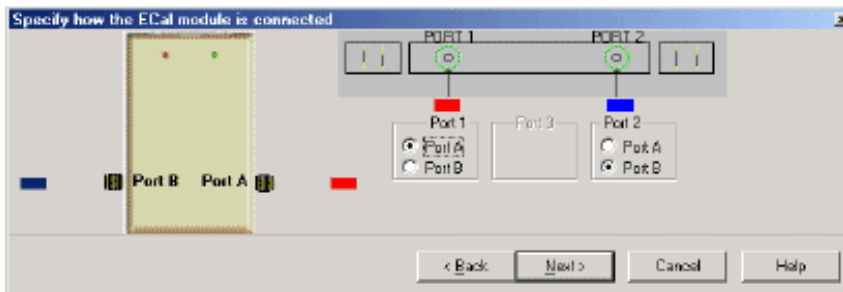 Specify how the ECal module is connected
PORT 1
PORT 2
Port 1
Port A
Port B
Port 3
Port 2
Port A
Port B
Port B
Port A
< Back
Next >
Cancel
Help